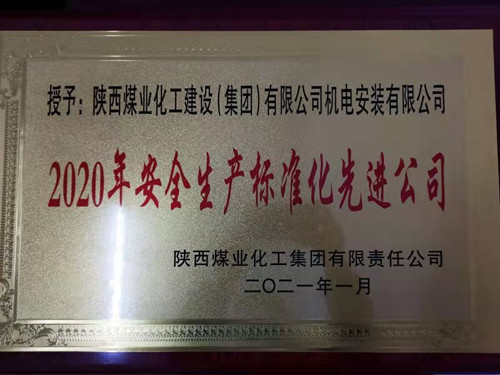 授予：陕西煤业化工建设(集团)有限公司机电安装有限公司
2020年安全生产标准化先进公司
陕西煤业化工集团有限责任公司
二〇二一年一月